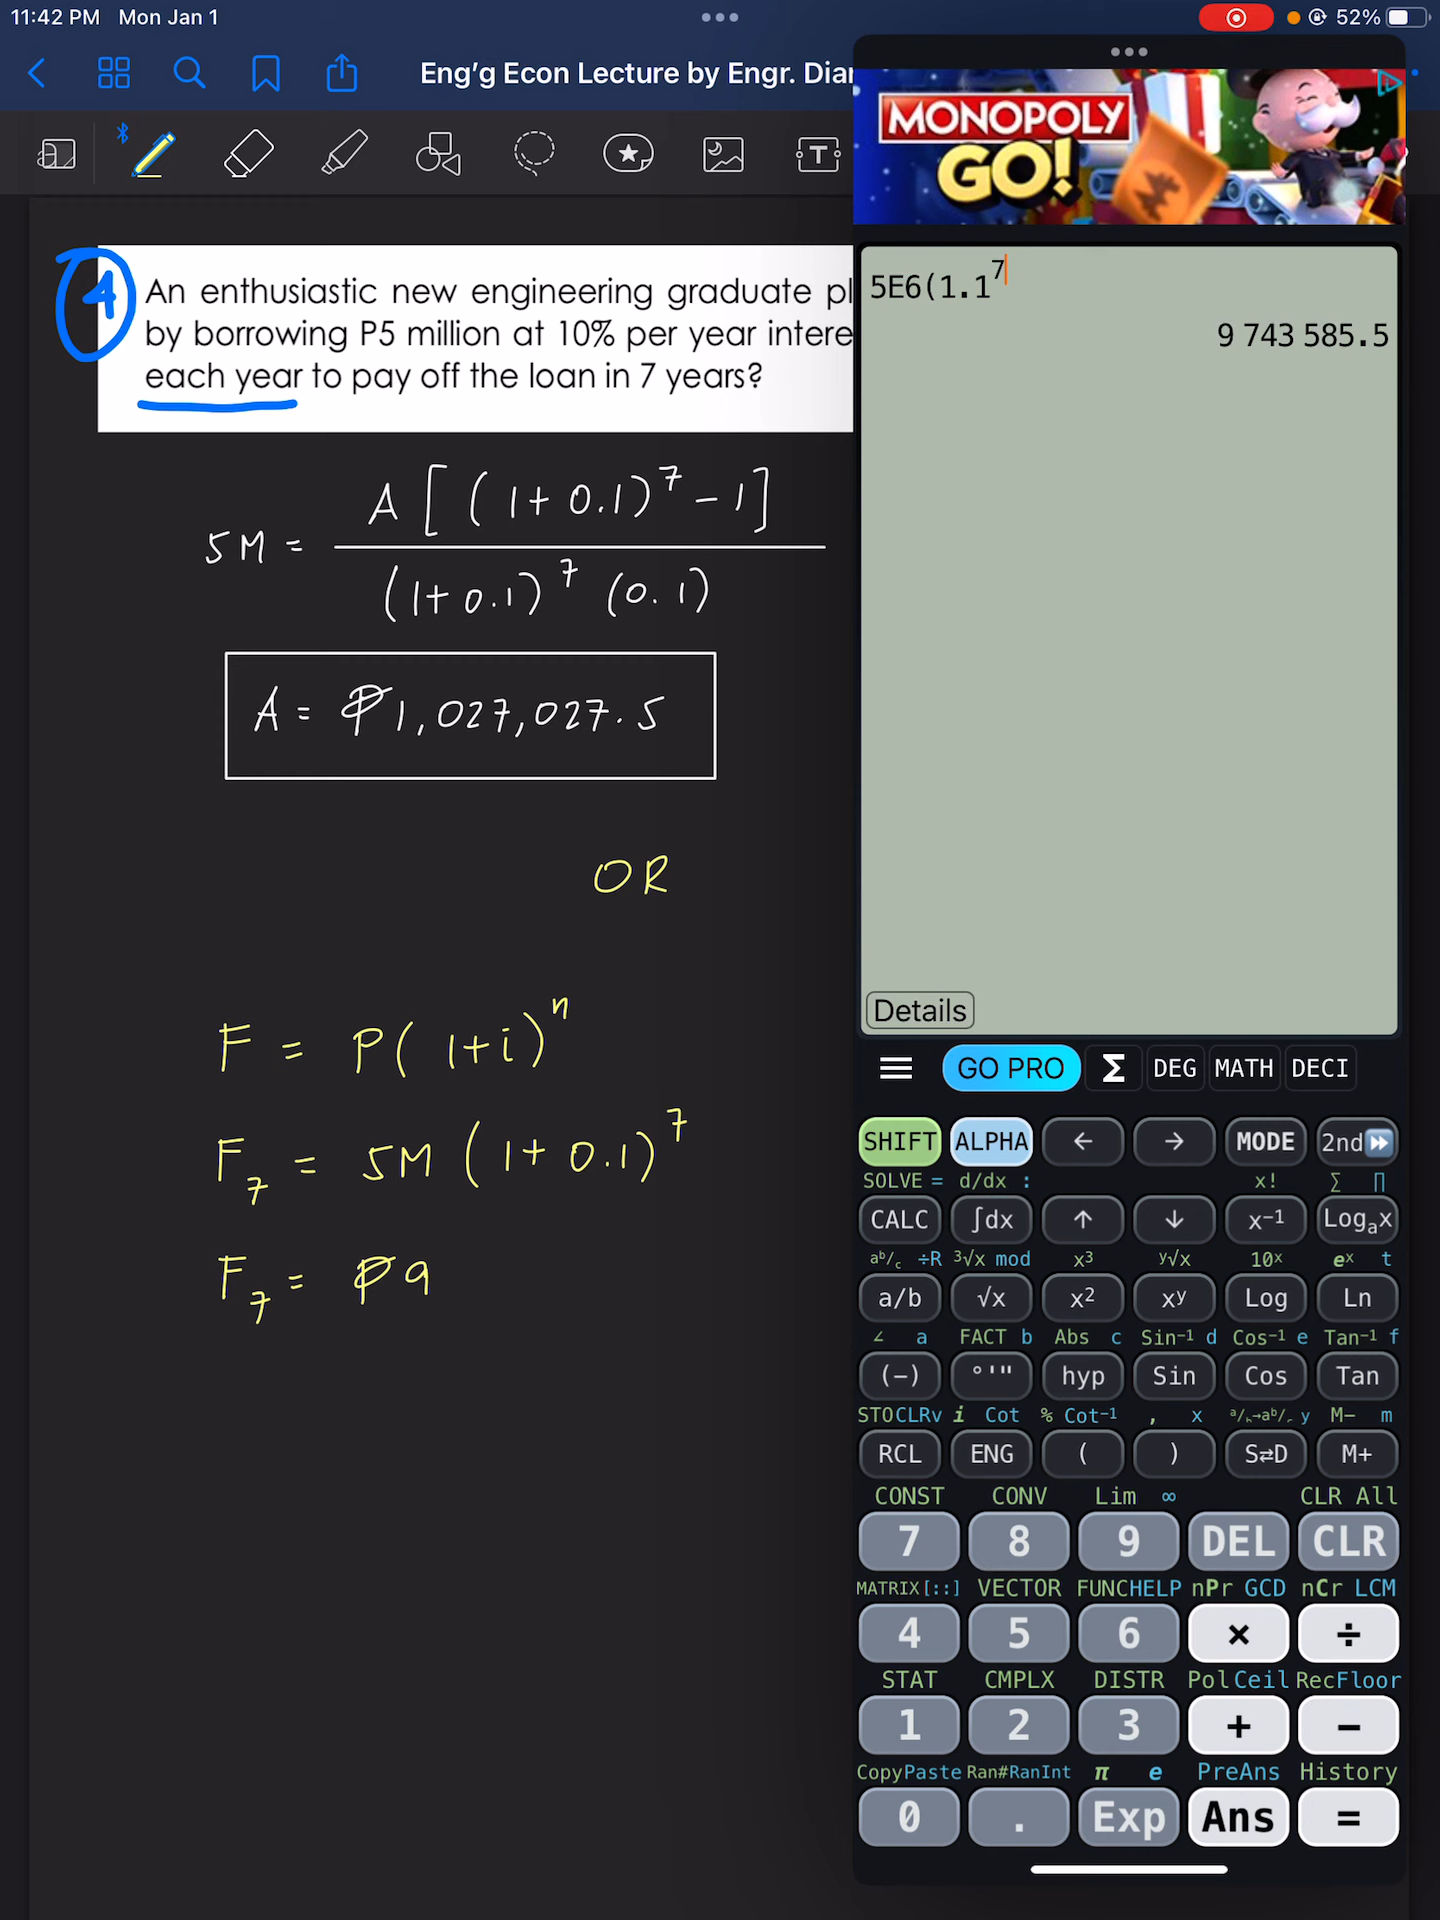 11:42 PM Mon Jan 1
52%
Eng'g Econ Lecture by Engr. Diar
MONOPOLY
GO!
T
1
An enthusiastic new engineering graduate pl
by borrowing P5 million at 10% per year intere
each year to pay off the loan in 7 years?
5M = A[(1+0.1)^7-1]
(1+0.1)^7 (0.1)
A = ₱1,027,027.5
OR
F = P(1+i)^n
F7 = 5M(1+0.1)^7
F7 = ₱9
5E6(1.1^7
9 743 585.5
Details
GO PRO Σ DEG MATH DECI
SHIFT ALPHA ← → MODE 2nd
SOLVE = d/dx : x! Σ ∏
CALC ∫dx ↑ ↓ x⁻¹ Logₐx
aᵇ/c ÷R ³√x mod x³ ʸ√x 10ˣ eˣ t
a/b √x x² xʸ Log Ln
∠ a FACT b Abs c Sin⁻¹ d Cos⁻¹ e Tan⁻¹ f
(−) °'" hyp Sin Cos Tan
STO CLRv i Cot % Cot⁻¹ , x y M− m
RCL ENG ( ) S⇄D M+
CONST CONV Lim ∞ CLR All
7 8 9 DEL CLR
MATRIX [::] VECTOR FUNC HELP nPr GCD nCr LCM
4 5 6 × ÷
STAT CMPLX DISTR Pol Ceil Rec Floor
1 2 3 + −
Copy Paste Ran# RanInt π e PreAns History
0 . Exp Ans =